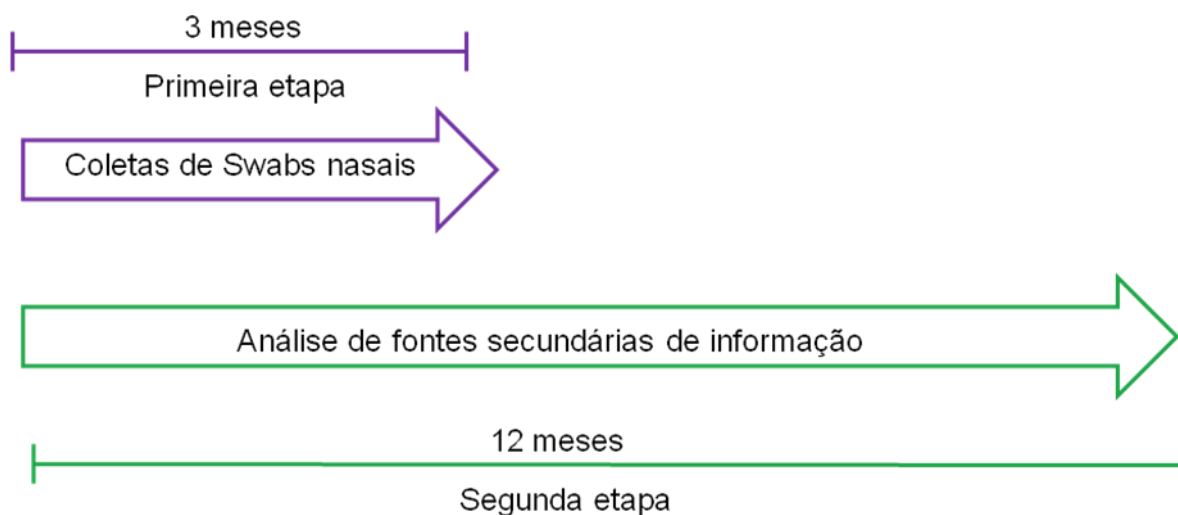 3 meses
Primeira etapa
Coletas de Swabs nasais
Análise de fontes secundárias de informação
12 meses
Segunda etapa